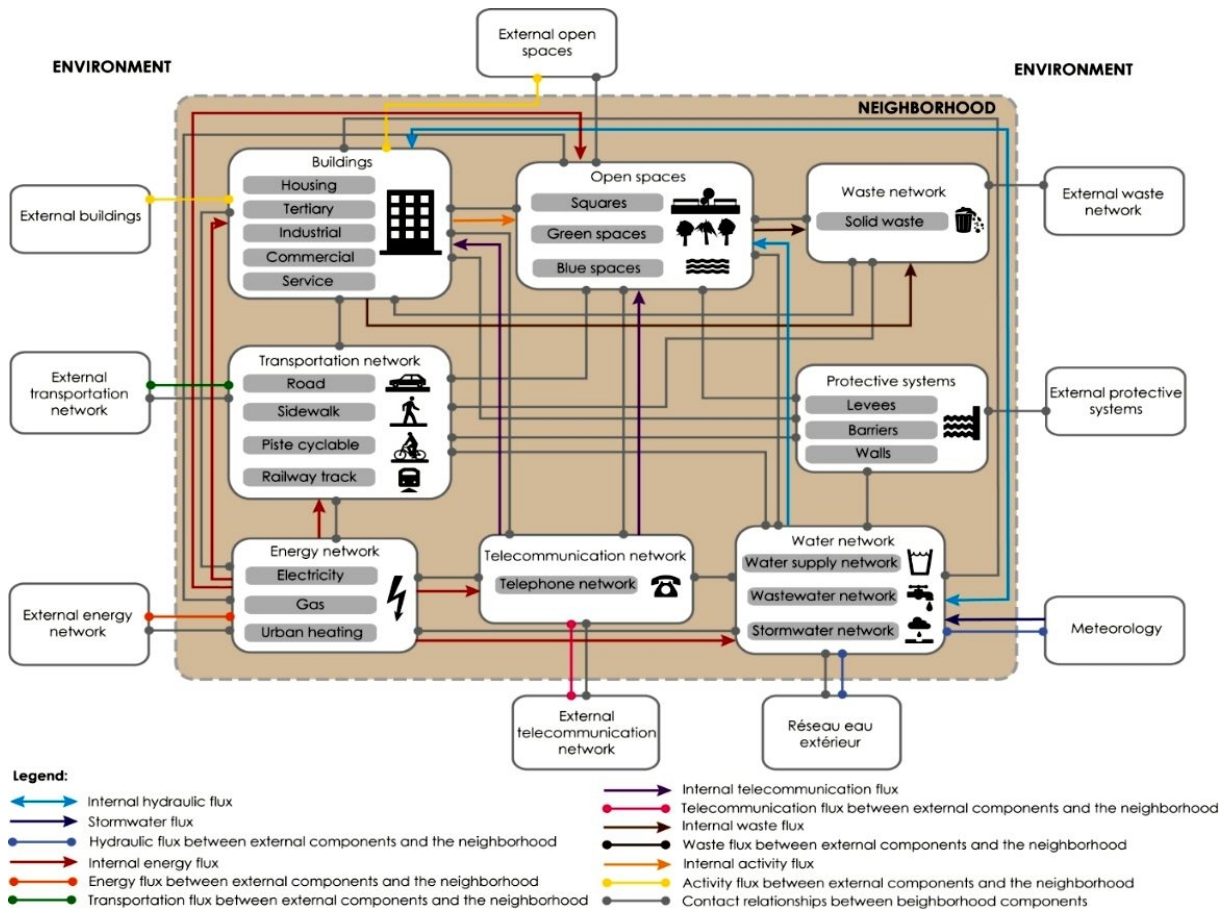 External open
spaces
ENVIRONMENT
ENVIRONMENT
NEIGHBORHOOD
Buildings
Housing
Tertiary
Industrial
Commercial
Service
Open spaces
Squares
Green spaces
Blue spaces
Waste network
Solid waste
External waste
network
External buildings
Transportation network
Road
Sidewalk
Piste cyclable
Railway track
External
transportation
network
Protective systems
Levees
Barriers
Walls
External protective
systems
Energy network
Electricity
Gas
Urban heating
External energy
network
Telecommunication network
Telephone network
Water network
Water supply network
Wastewater network
Stormwater network
Meteorology
External
telecommunication
network
Réseau eau
extérieur
Legend:
Internal hydraulic flux
Stormwater flux
Hydraulic flux between external components and the neighborhood
Internal energy flux
Energy flux between external components and the neighborhood
Transportation flux between external components and the neighborhood
Internal telecommunication flux
Telecommunication flux between external components and the neighborhood
Internal waste flux
Waste flux between external components and the neighborhood
Internal activity flux
Activity flux between external components and the neighborhood
Contact relationships between beighborhood components